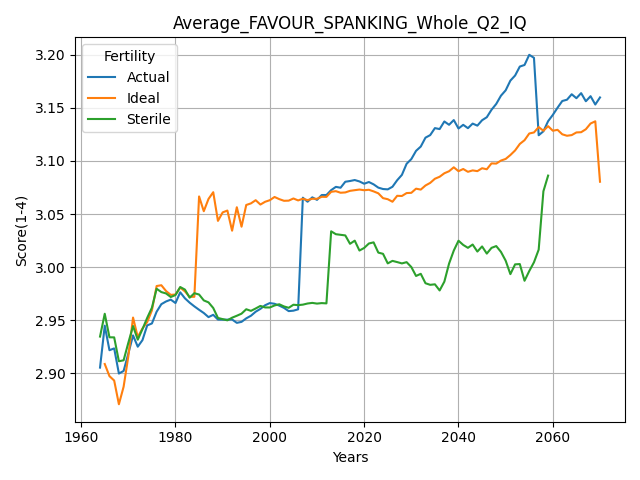 Average_FAVOUR_SPANKING_Whole_Q2_IQ
Fertility
Actual
Ideal
Sterile
Score(1-4)
3.20
3.15
3.10
3.05
3.00
2.95
2.90
1960 1980 2000 2020 2040 2060
Years